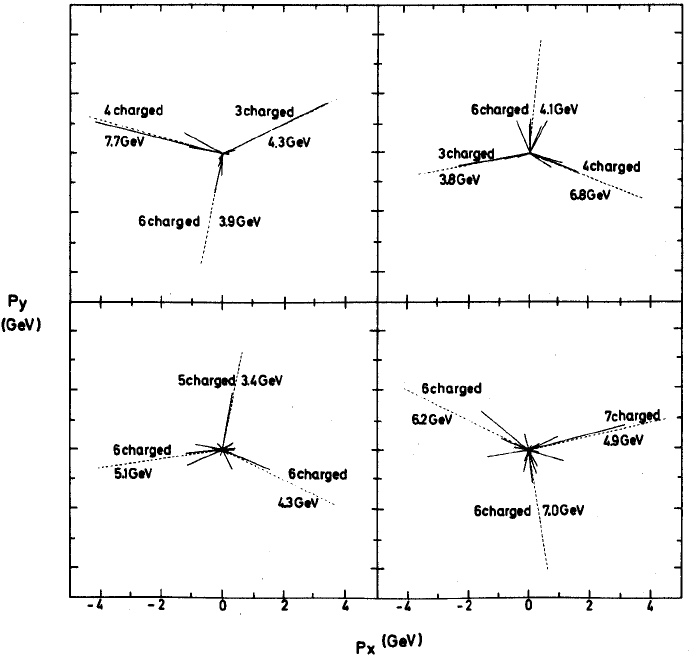 4 charged
7.7GeV
3charged
4.3GeV
6charged 3.9GeV
6charged 4.1GeV
3charged
3.8GeV
4charged
6.8GeV
Py
(GeV)
5charged 3.4GeV
6charged
5.1GeV
6charged
4.3GeV
6charged
6.2GeV
7charged
4.9GeV
6charged 7.0GeV
-4 -2 0 2 4 -4 -2 0 2 4
Px (GeV)